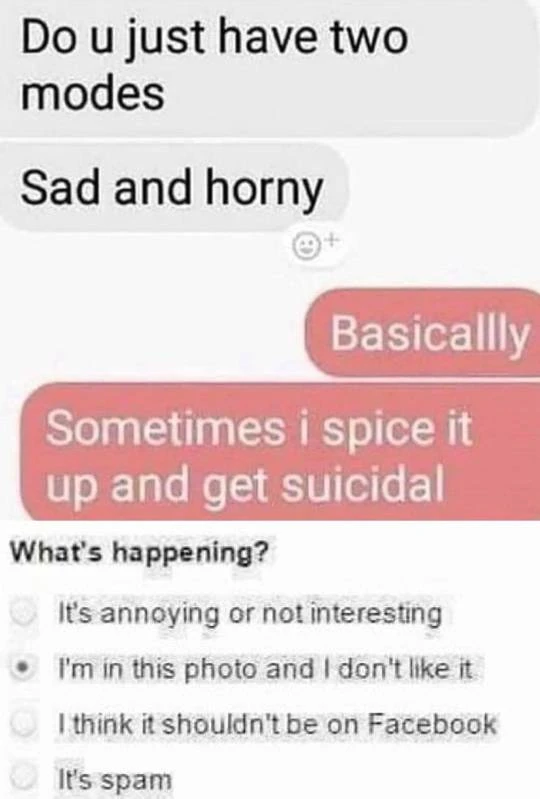 Do u just have two
modes
Sad and horny
Basicallly
Sometimes i spice it
up and get suicidal
What's happening?
It's annoying or not interesting
I'm in this photo and I don't like it
I think it shouldn't be on Facebook
It's spam